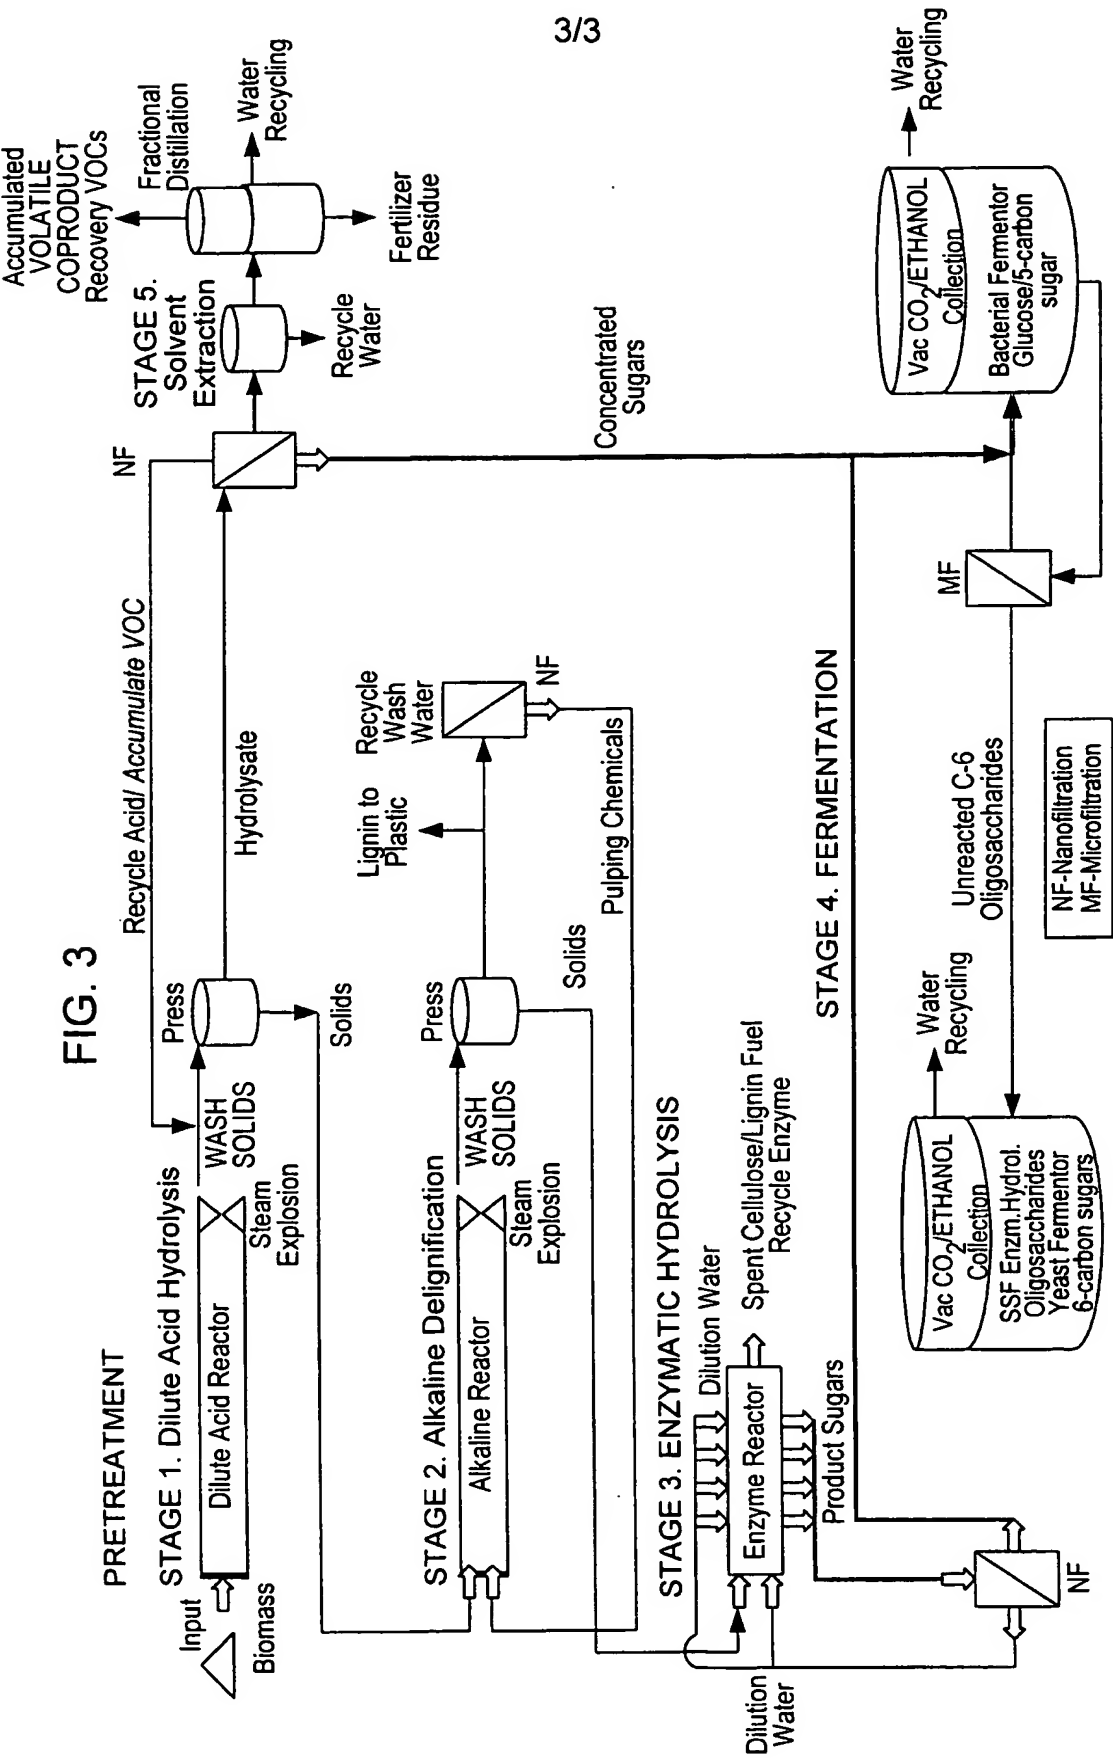 3/3
FIG. 3
PRETREATMENT
STAGE 1. Dilute Acid Hydrolysis
Input
Biomass
Dilute Acid Reactor
Steam
Explosion
WASH
SOLIDS
Press
Solids
Recycle Acid/ Accumulate VOC
Hydrolysate
NF
STAGE 5.
Solvent
Extraction
Recycle
Water
Accumulated
VOLATILE
COPRODUCT
Recovery VOCs
Fractional
Distillation
Water
Recycling
Fertilizer
Residue
STAGE 2. Alkaline Delignification
Alkaline Reactor
Steam
Explosion
WASH
SOLIDS
Press
Solids
Lignin to
Plastic
Recycle
Wash
Water
NF
Pulping Chemicals
Concentrated
Sugars
STAGE 3. ENZYMATIC HYDROLYSIS
Dilution Water
Enzyme Reactor
Spent Cellulose/Lignin Fuel
Recycle Enzyme
Product Sugars
Dilution
Water
NF
STAGE 4. FERMENTATION
Vac CO2/ETHANOL
Collection
SSF Enzm.Hydrol.
Oligosaccharides
Yeast Fermentor
6-carbon sugars
Water
Recycling
Unreacted C-6
Oligosaccharides
MF
Vac CO2/ETHANOL
Collection
Bacterial Fermentor
Glucose/5-carbon
sugar
Water
Recycling
NF-Nanofiltration
MF-Microfiltration